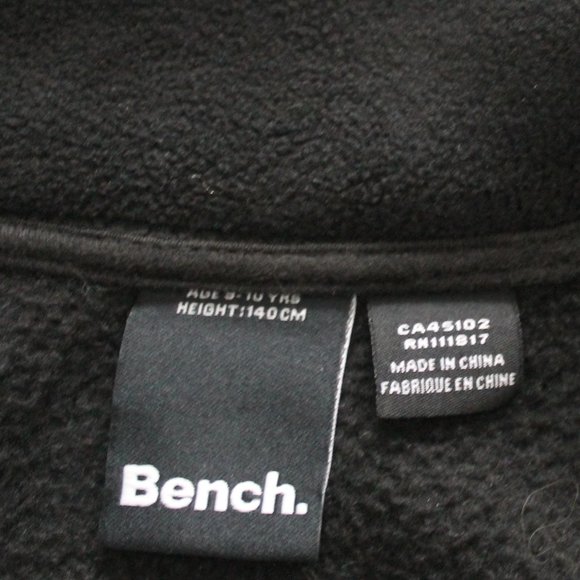 AGE 9-10 YRS
HEIGHT:140CM
Bench.
CA45102
RN111817
MADE IN CHINA
FABRIQUE EN CHINE